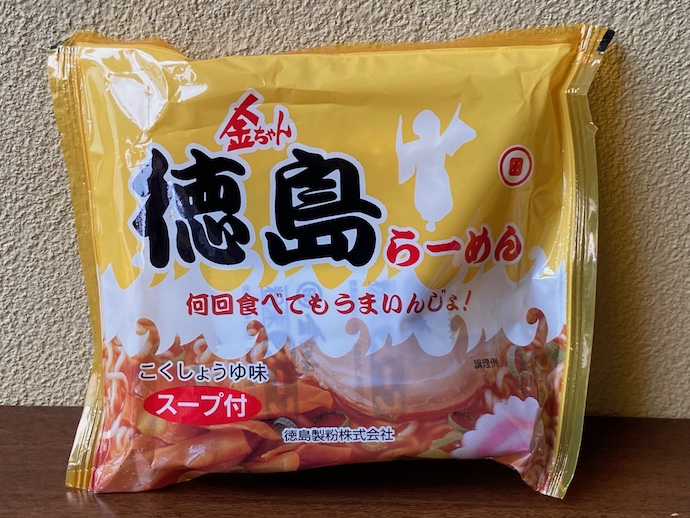 金ちゃん
徳島
らーめん
何回食べてもうまいんじょ!
こくしょうゆ味
スープ付
調理例
徳島製粉株式会社